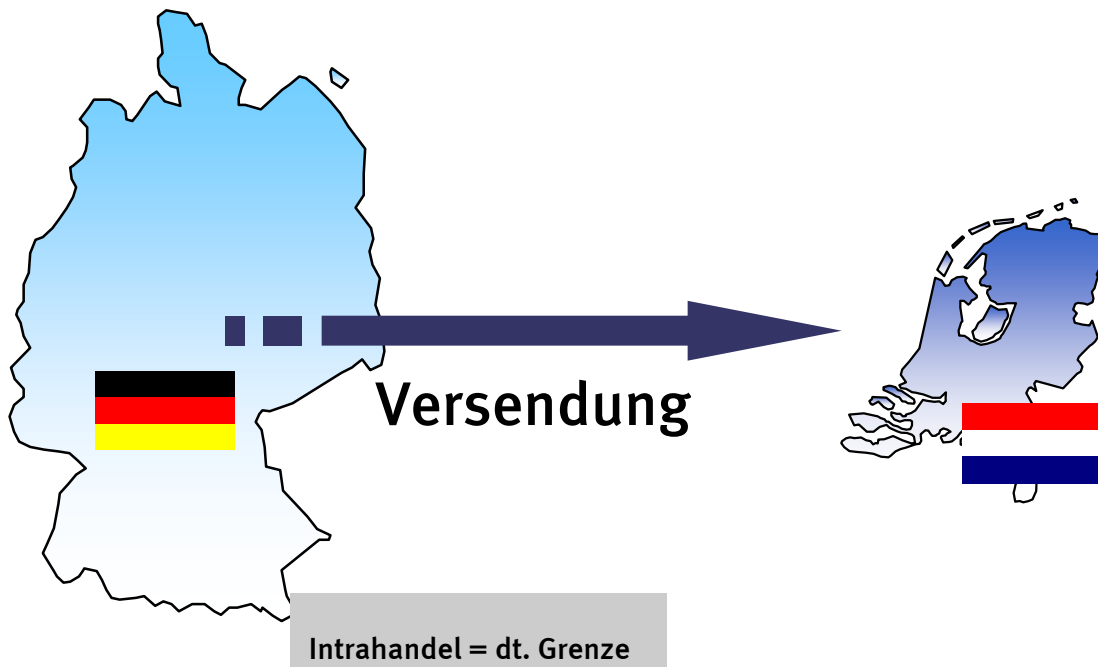 Versendung
Intrahandel = dt. Grenze